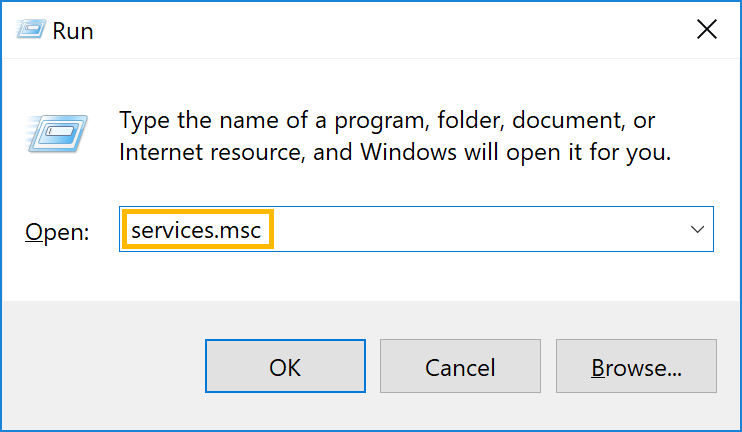 Run
Type the name of a program, folder, document, or
Internet resource, and Windows will open it for you.
Open: services.msc
OK Cancel Browse...